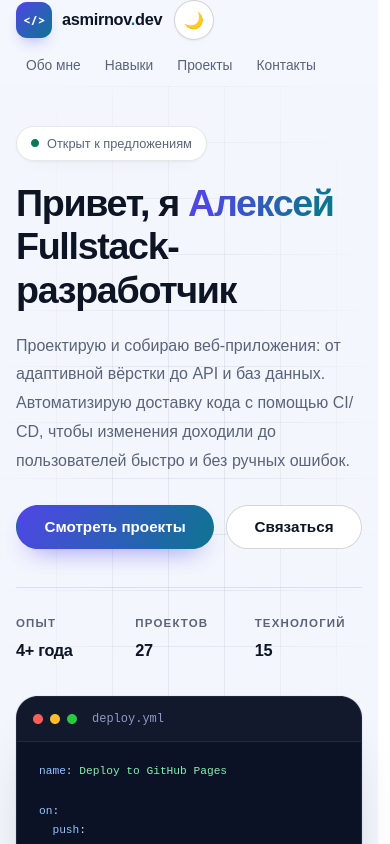 </> asmirnov.dev
Обо мне Навыки Проекты Контакты
Открыт к предложениям
Привет, я Алексей
Fullstack-
разработчик
Проектирую и собираю веб-приложения: от
адаптивной вёрстки до API и баз данных.
Автоматизирую доставку кода с помощью CI/
CD, чтобы изменения доходили до
пользователей быстро и без ручных ошибок.
Смотреть проекты Связаться
ОПЫТ ПРОЕКТОВ ТЕХНОЛОГИЙ
4+ года 27 15
deploy.yml
name: Deploy to GitHub Pages
on:
push: